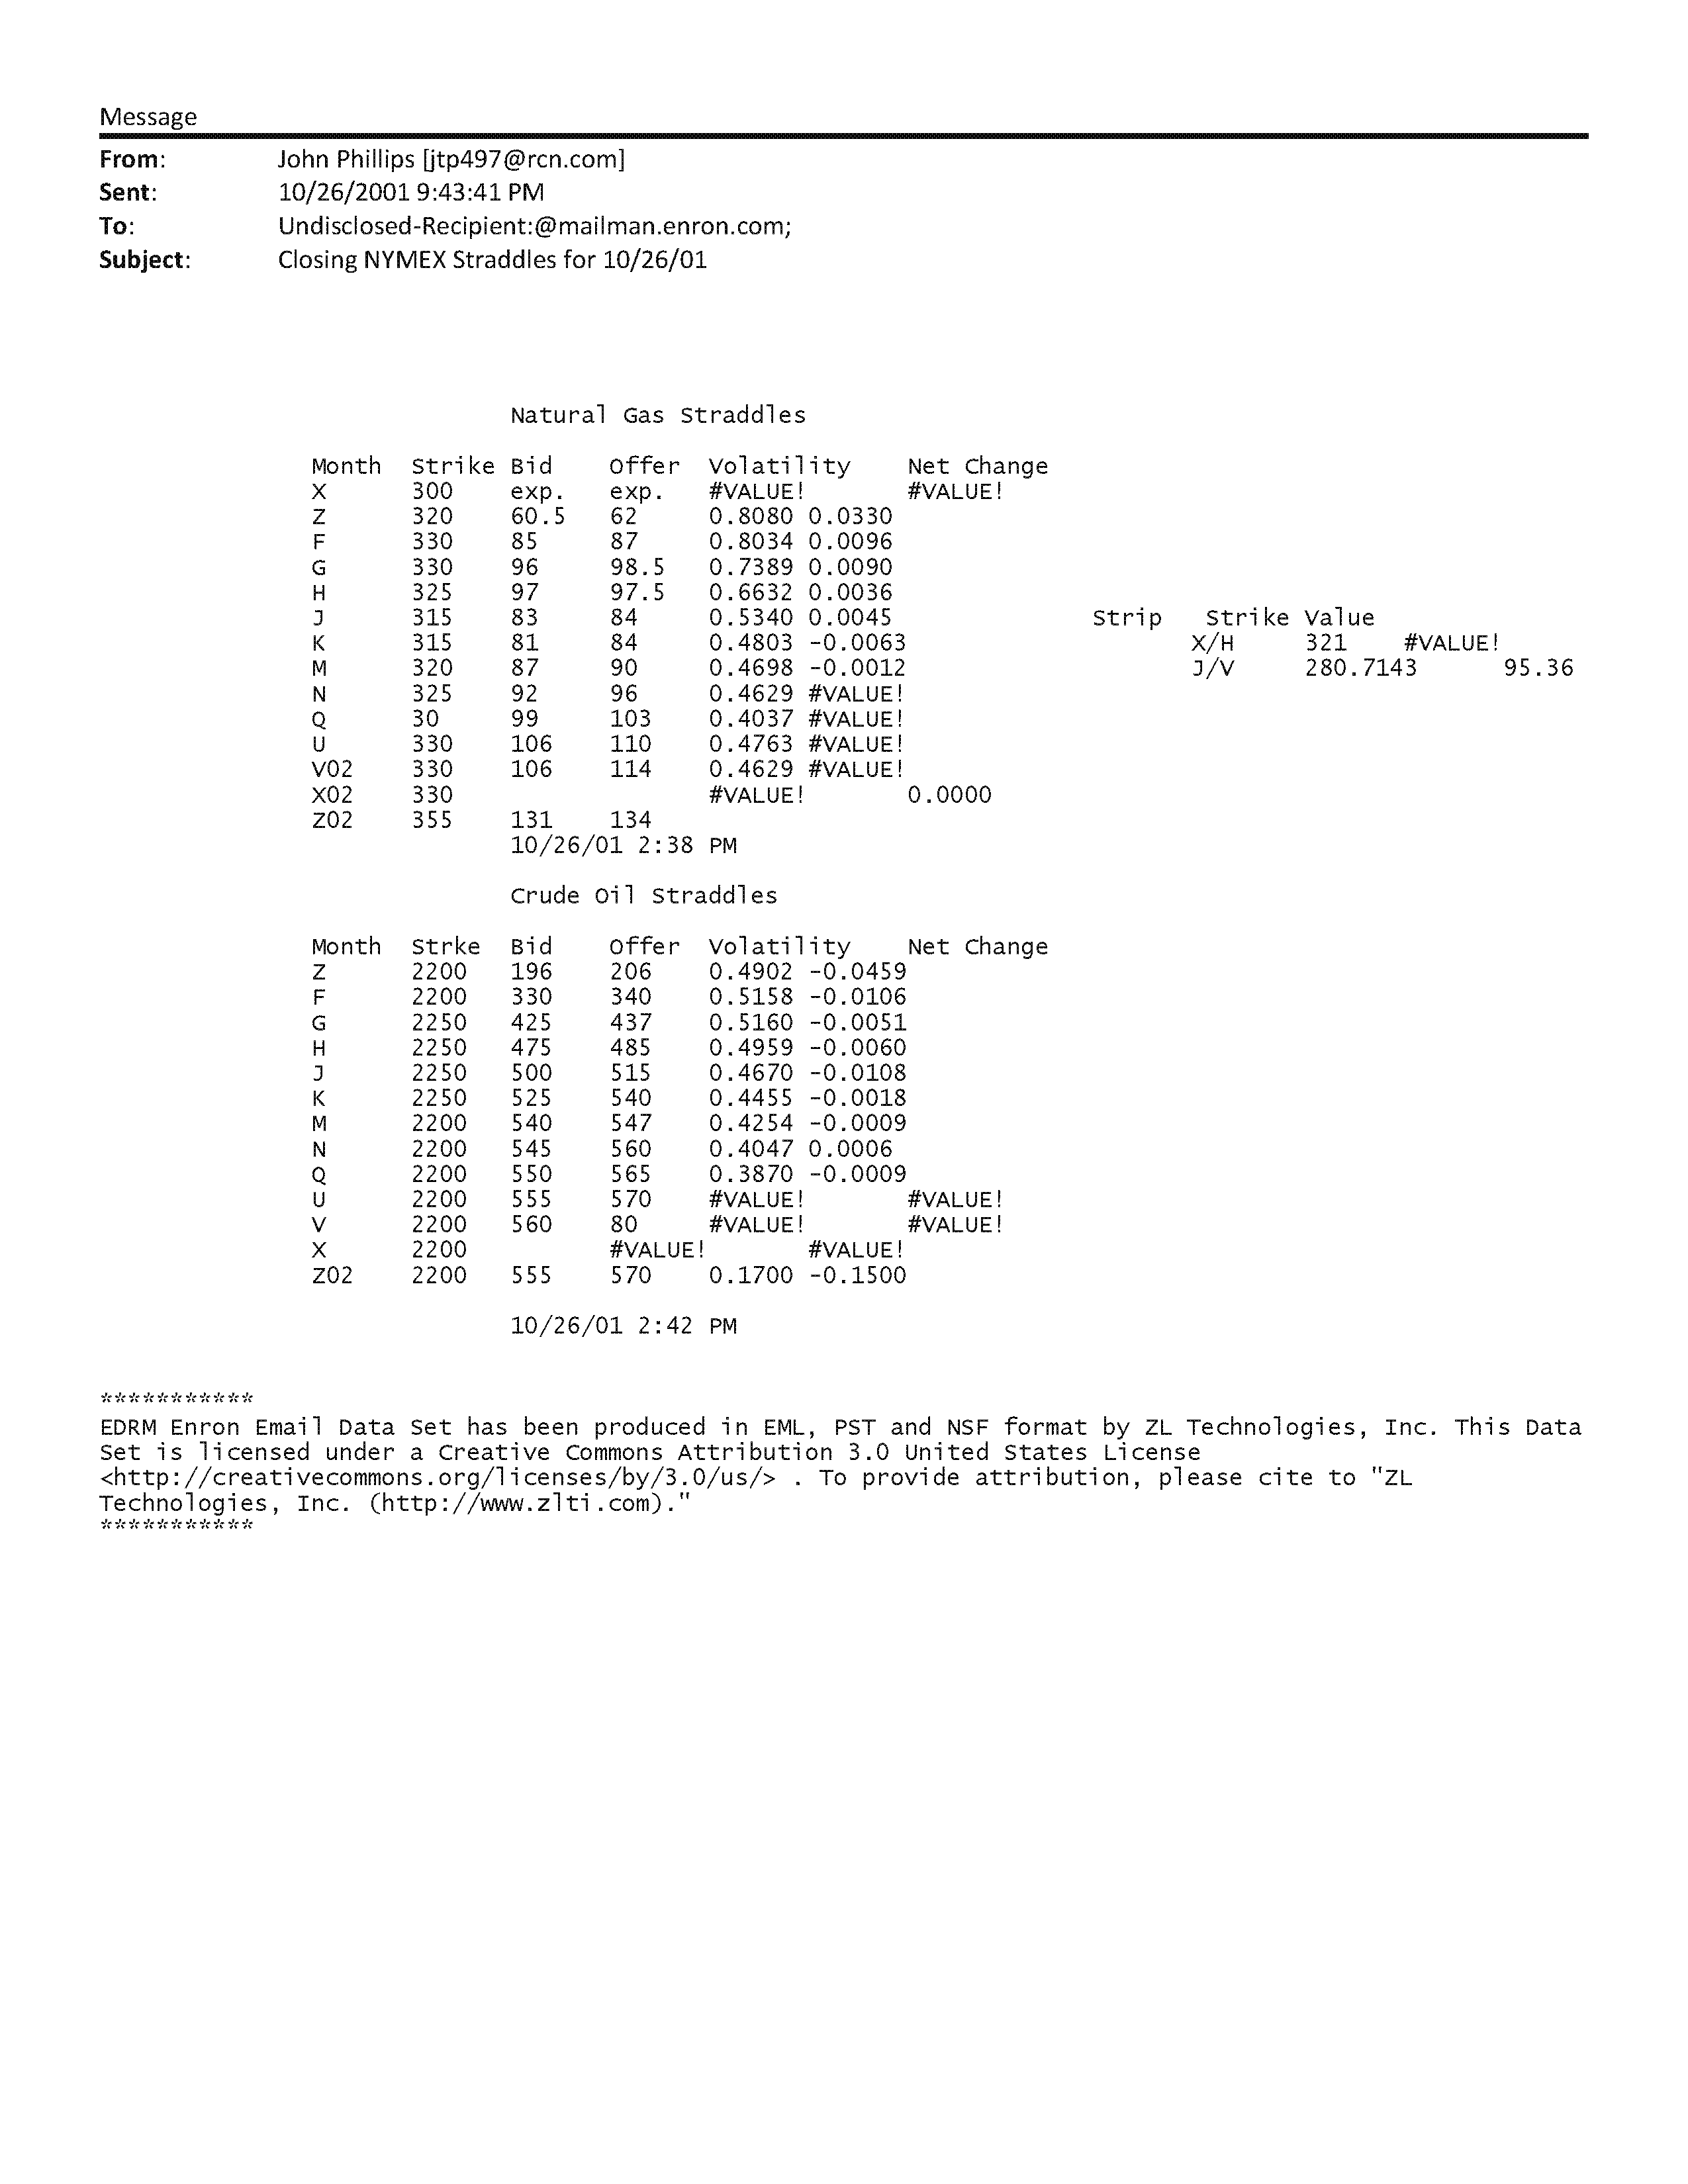 Message
From: John Phillips [jtp497@rcn.com]
Sent: 10/26/2001 9:43:41 PM
To: Undisclosed-Recipient:@mailman.enron.com;
Subject: Closing NYMEX Straddles for 10/26/01
Natural Gas Straddles
Month Strike Bid Offer Volatility Net Change
X 300 exp. exp. #VALUE! #VALUE!
Z 320 60.5 62 0.8080 0.0330
F 330 85 87 0.8034 0.0096
G 330 96 98.5 0.7389 0.0090
H 325 97 97.5 0.6632 0.0036
J 315 83 84 0.5340 0.0045 Strip Strike Value
K 315 81 84 0.4803 -0.0063 X/H 321 #VALUE!
M 320 87 90 0.4698 -0.0012 J/V 280.7143 95.36
N 325 92 96 0.4629 #VALUE!
Q 30 99 103 0.4037 #VALUE!
U 330 106 110 0.4763 #VALUE!
V02 330 106 114 0.4629 #VALUE!
X02 330 #VALUE! 0.0000
Z02 355 131 134
10/26/01 2:38 PM
Crude Oil Straddles
Month Strke Bid Offer Volatility Net Change
Z 2200 196 206 0.4902 -0.0459
F 2200 330 340 0.5158 -0.0106
G 2250 425 437 0.5160 -0.0051
H 2250 475 485 0.4959 -0.0060
J 2250 500 515 0.4670 -0.0108
K 2250 525 540 0.4455 -0.0018
M 2200 540 547 0.4254 -0.0009
N 2200 545 560 0.4047 0.0006
Q 2200 550 565 0.3870 -0.0009
U 2200 555 570 #VALUE! #VALUE!
V 2200 560 80 #VALUE! #VALUE!
X 2200 #VALUE! #VALUE!
Z02 2200 555 570 0.1700 -0.1500
10/26/01 2:42 PM
***********
EDRM Enron Email Data Set has been produced in EML, PST and NSF format by ZL Technologies, Inc. This Data
Set is licensed under a Creative Commons Attribution 3.0 United States License
<http://creativecommons.org/licenses/by/3.0/us/> . To provide attribution, please cite to "ZL
Technologies, Inc. (http://www.zlti.com)."
***********